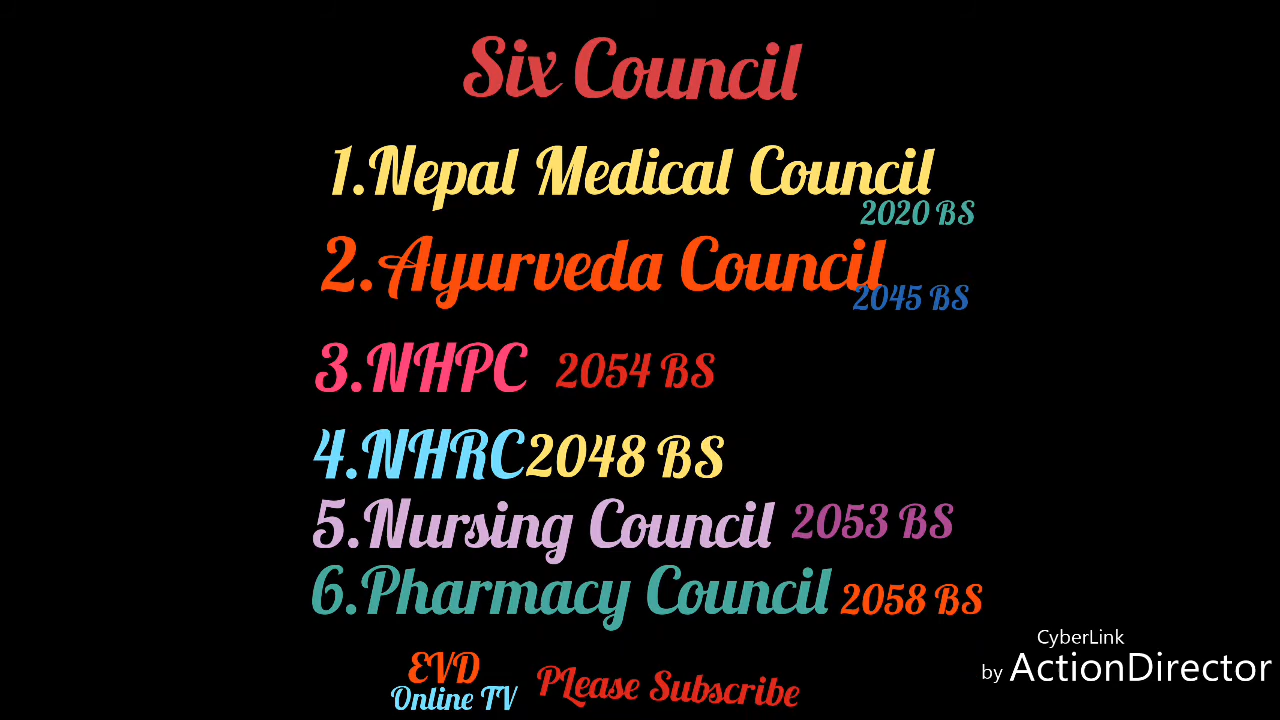 Six Council
1.Nepal Medical Council
2020 BS
2.Ayurveda Council
2045 BS
3.NHPC 2054 BS
4.NHRC2048 BS
5.Nursing Council 2053 BS
6.Pharmacy Council 2058 BS
EVD
Online TV
PLease Subscribe
CyberLink
by ActionDirector